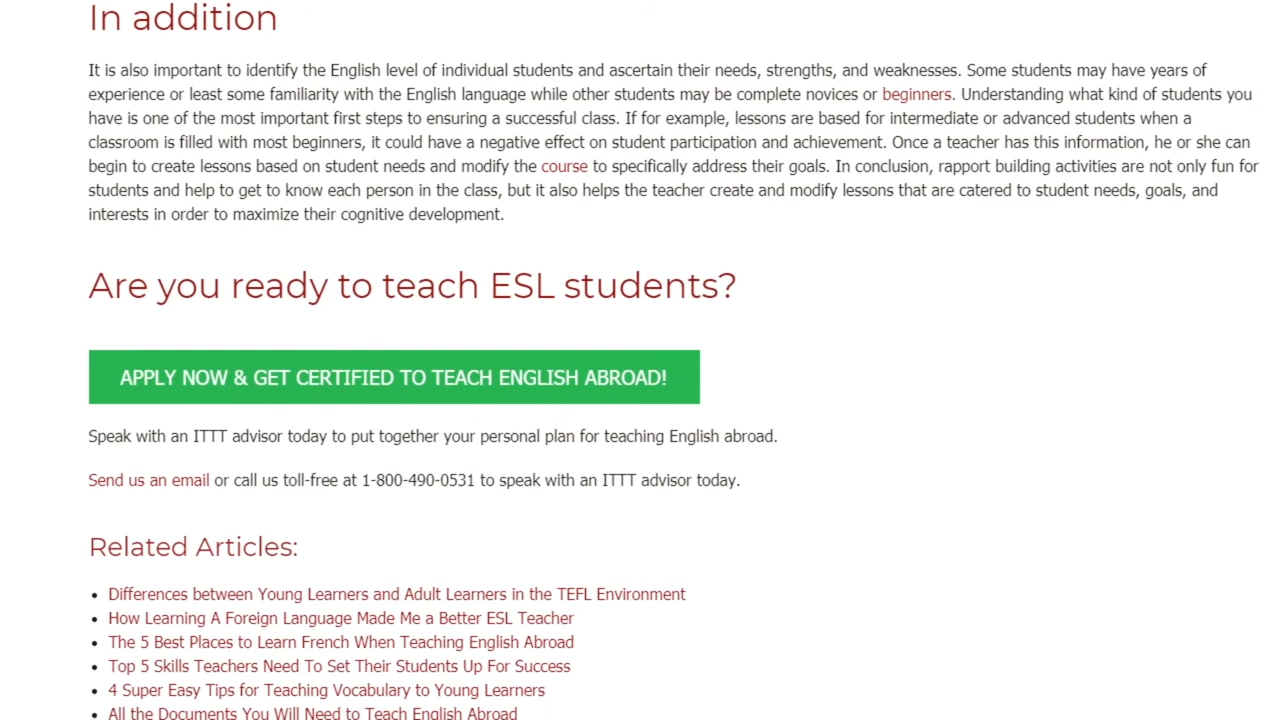 In addition
It is also important to identify the English level of individual students and ascertain their needs, strengths, and weaknesses. Some students may have years of
experience or least some familiarity with the English language while other students may be complete novices or beginners. Understanding what kind of students you
have is one of the most important first steps to ensuring a successful class. If for example, lessons are based for intermediate or advanced students when a
classroom is filled with most beginners, it could have a negative effect on student participation and achievement. Once a teacher has this information, he or she can
begin to create lessons based on student needs and modify the course to specifically address their goals. In conclusion, rapport building activities are not only fun for
students and help to get to know each person in the class, but it also helps the teacher create and modify lessons that are catered to student needs, goals, and
interests in order to maximize their cognitive development.
Are you ready to teach ESL students?
APPLY NOW & GET CERTIFIED TO TEACH ENGLISH ABROAD!
Speak with an ITTT advisor today to put together your personal plan for teaching English abroad.
Send us an email or call us toll-free at 1-800-490-0531 to speak with an ITTT advisor today.
Related Articles:
• Differences between Young Learners and Adult Learners in the TEFL Environment
• How Learning A Foreign Language Made Me a Better ESL Teacher
• The 5 Best Places to Learn French When Teaching English Abroad
• Top 5 Skills Teachers Need To Set Their Students Up For Success
• 4 Super Easy Tips for Teaching Vocabulary to Young Learners
• All the Documents You Will Need to Teach English Abroad